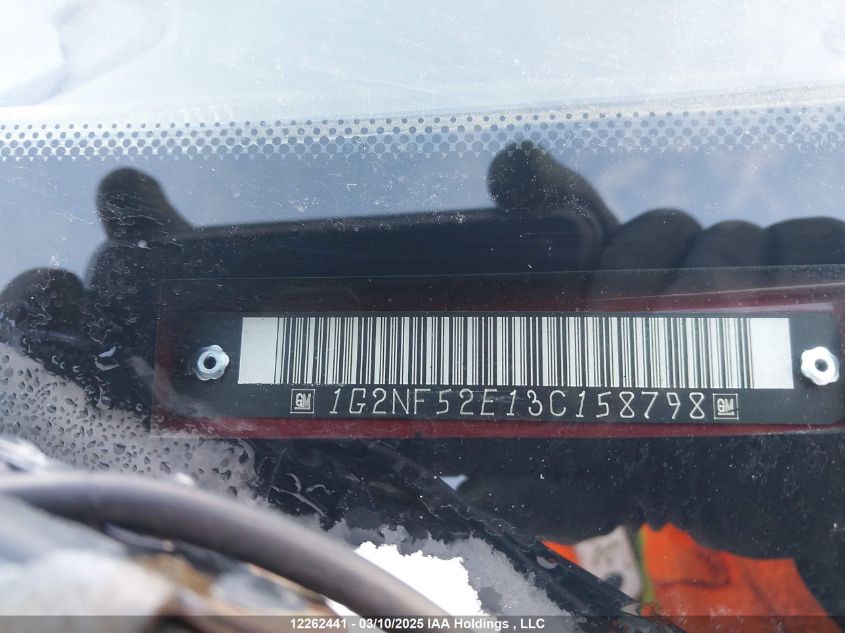 GM 1G2NF52E13C158798 GM
12262441 - 03/10/2025 IAA Holdings , LLC